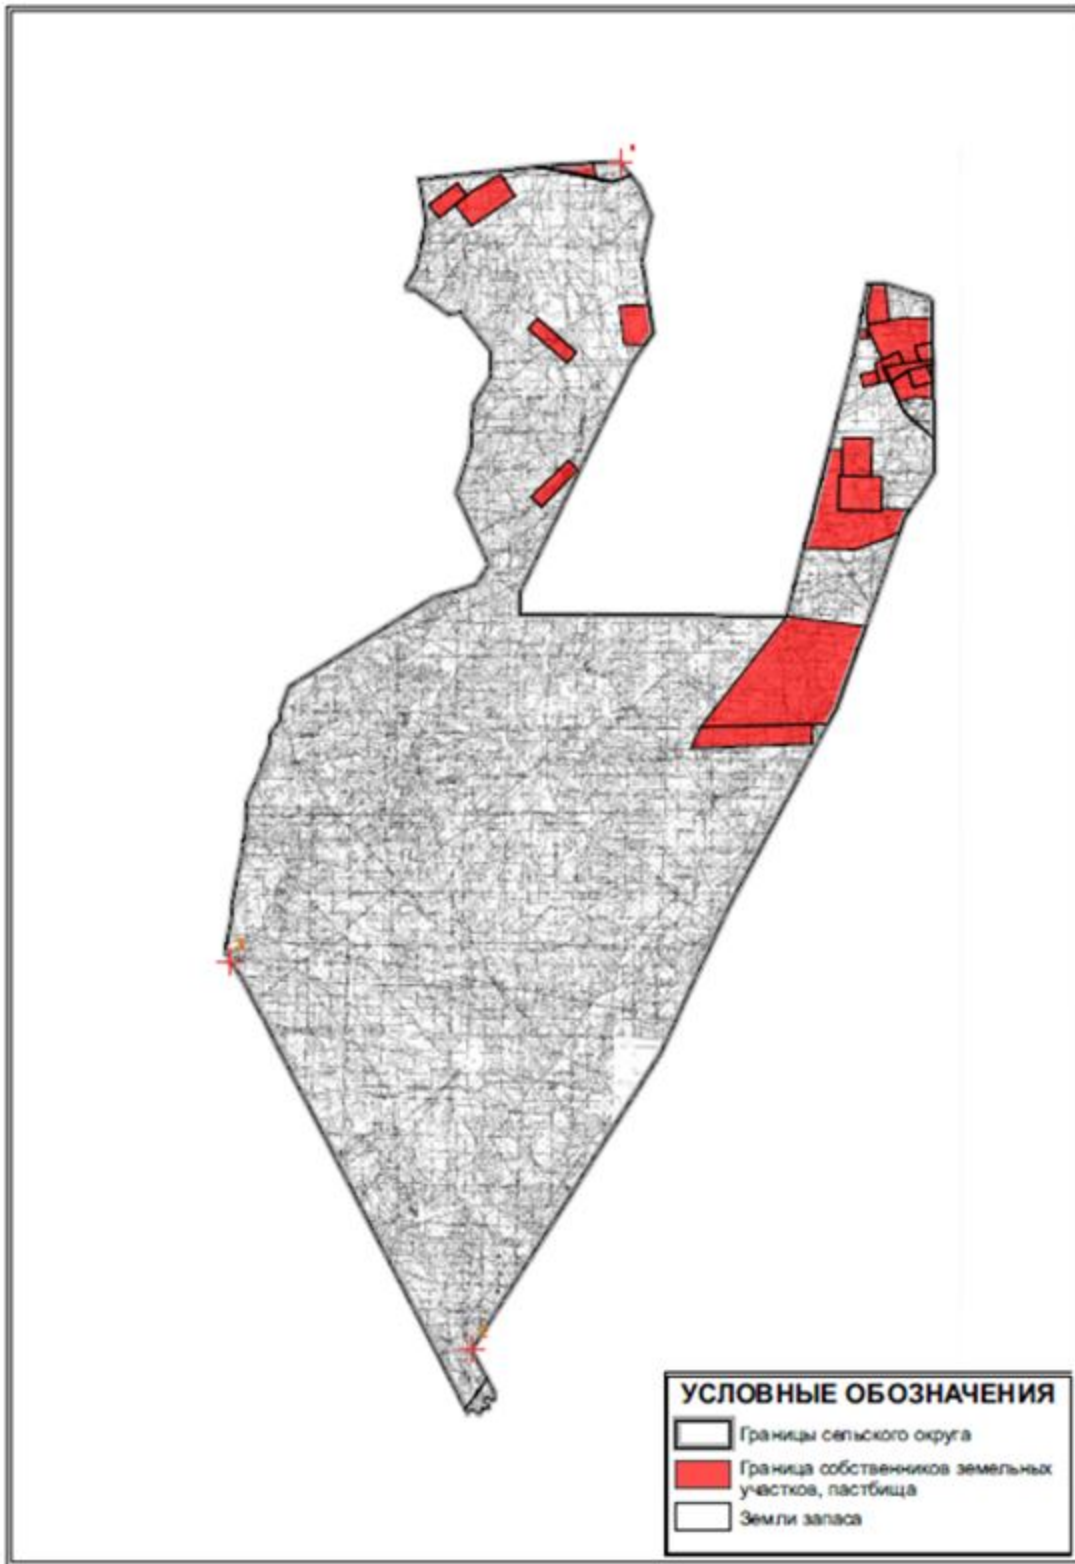 УСЛОВНЫЕ ОБОЗНАЧЕНИЯ
Границы сельского округа
Граница собственников земельных
участков, пастбища
Земли запаса